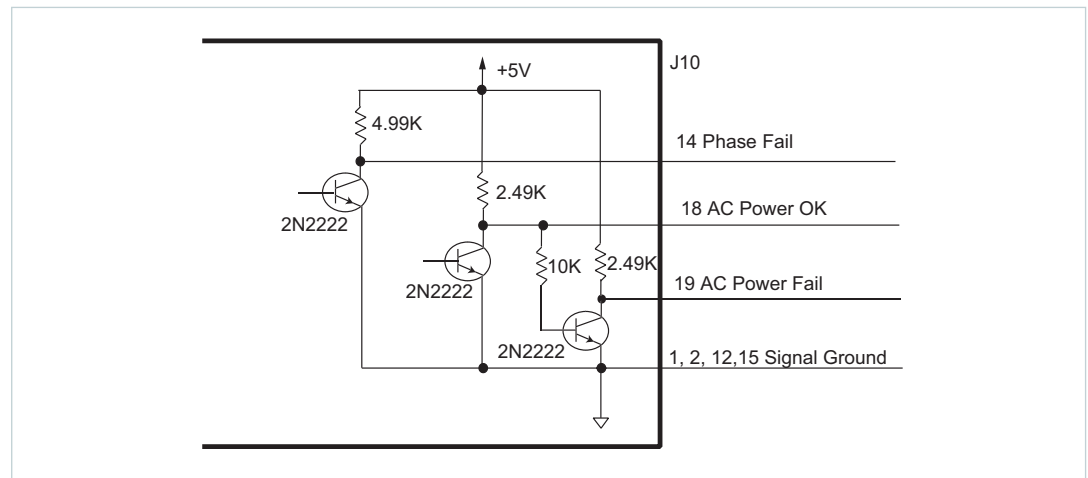 J10
+5V
4.99K
14 Phase Fail
2.49K
18 AC Power OK
2N2222
10K
2.49K
2N2222
19 AC Power Fail
2N2222
1, 2, 12,15 Signal Ground